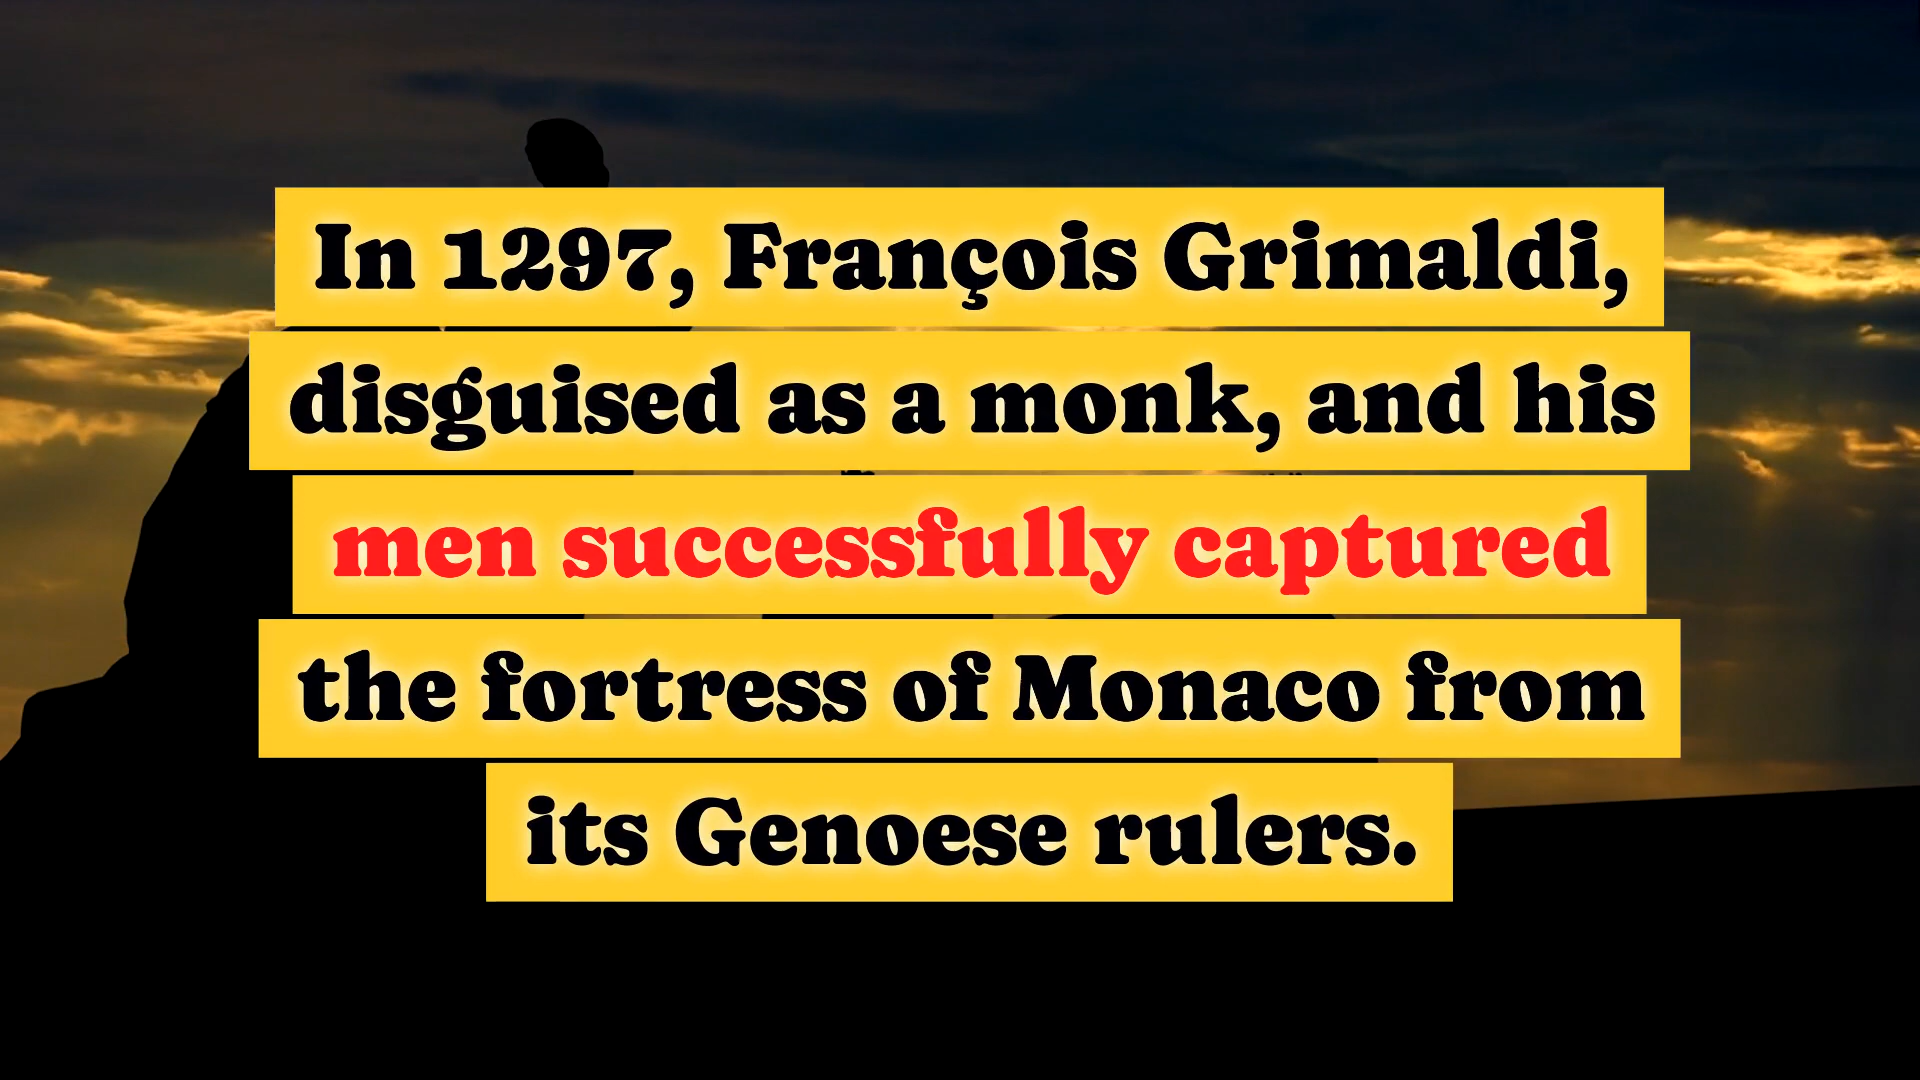 In 1297, François Grimaldi,
disguised as a monk, and his
men successfully captured
the fortress of Monaco from
its Genoese rulers.